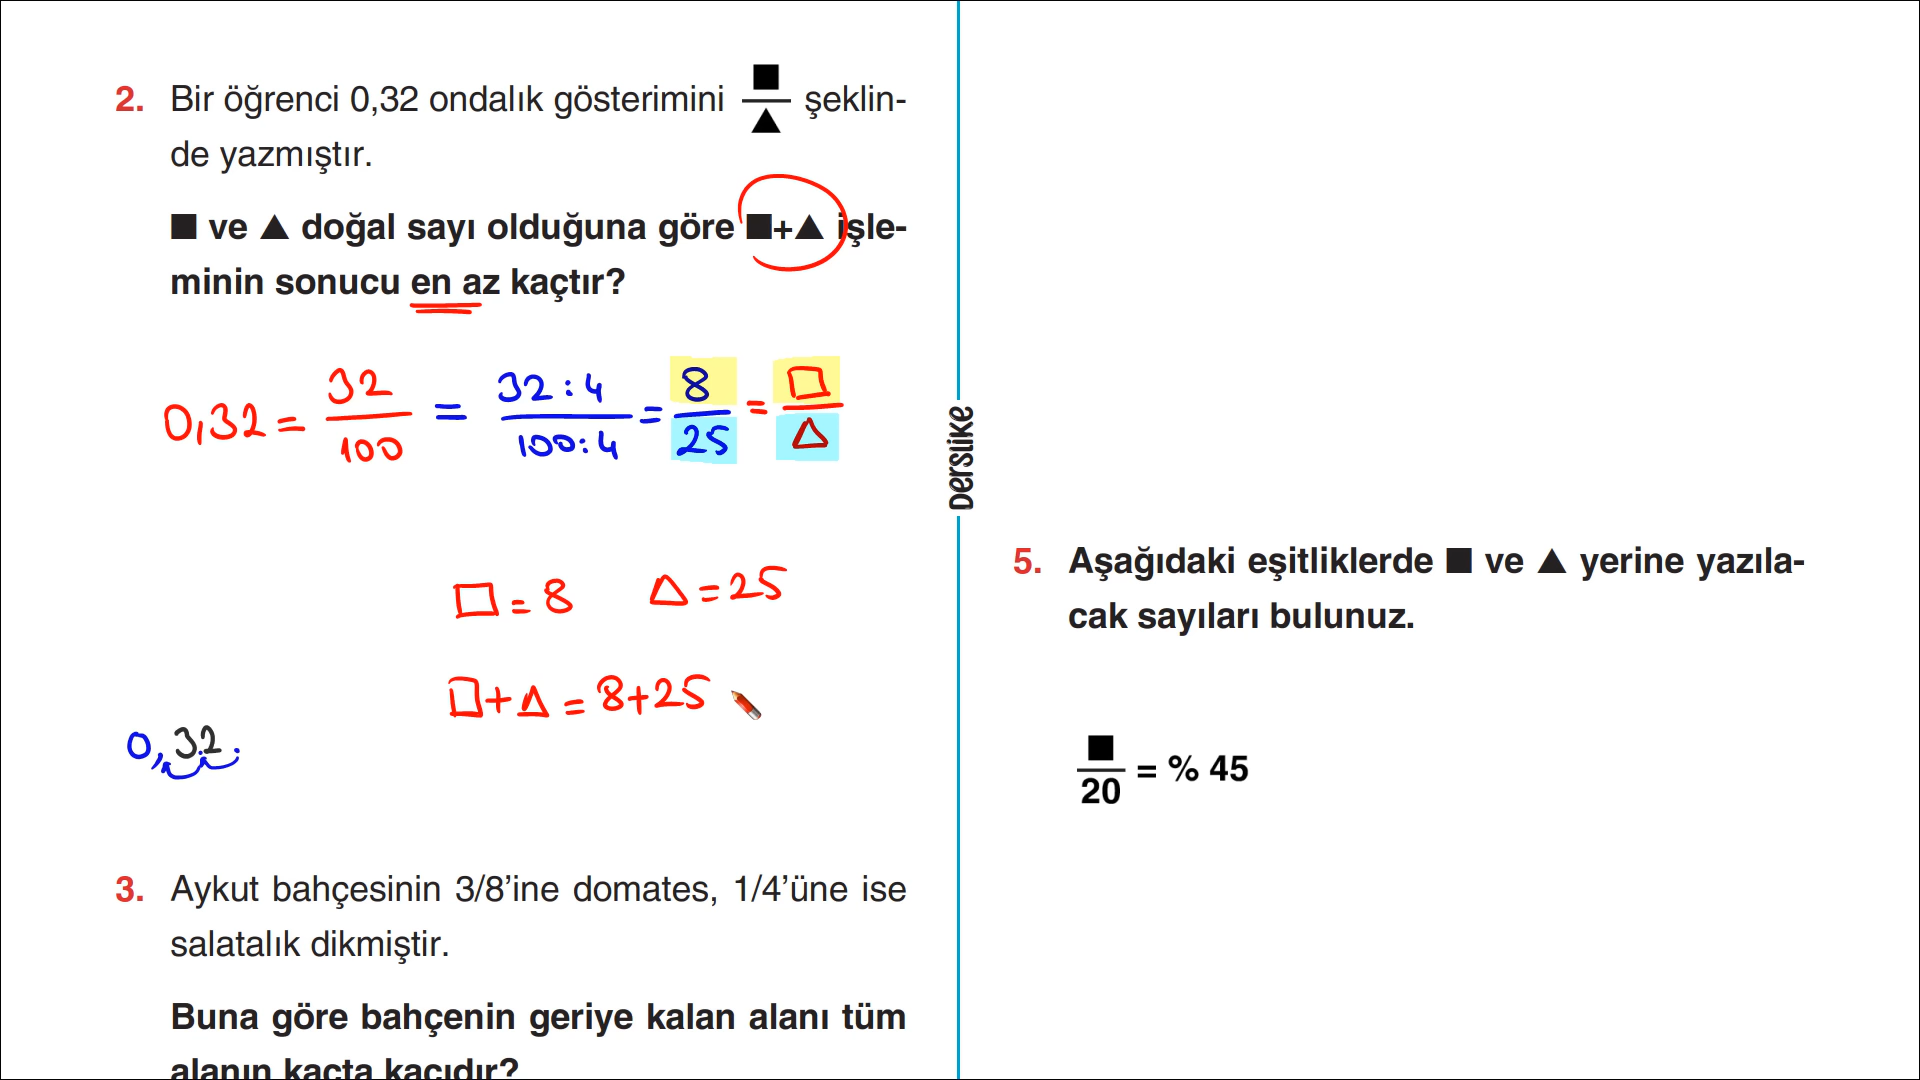 2. Bir öğrenci 0,32 ondalık gösterimini ■/▲ şeklin-
de yazmıştır.
■ ve ▲ doğal sayı olduğuna göre ■+▲ işle-
minin sonucu en az kaçtır?
0,32 = 32/100 = 32:4/100:4 = 8/25 = □/△
□ = 8 △ = 25
□+△ = 8+25
0,32.
3. Aykut bahçesinin 3/8’ine domates, 1/4’üne ise
salatalık dikmiştir.
Buna göre bahçenin geriye kalan alanı tüm
alanın kaçta kaçıdır?
Derslike
5. Aşağıdaki eşitliklerde ■ ve ▲ yerine yazıla-
cak sayıları bulunuz.
■/20 = % 45